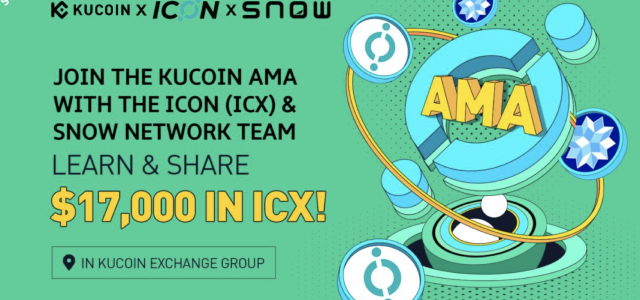 KUCOIN X ICON X SNOW
JOIN THE KUCOIN AMA
WITH THE ICON (ICX) &
SNOW NETWORK TEAM
LEARN & SHARE
$17,000 IN ICX!
IN KUCOIN EXCHANGE GROUP
AMA